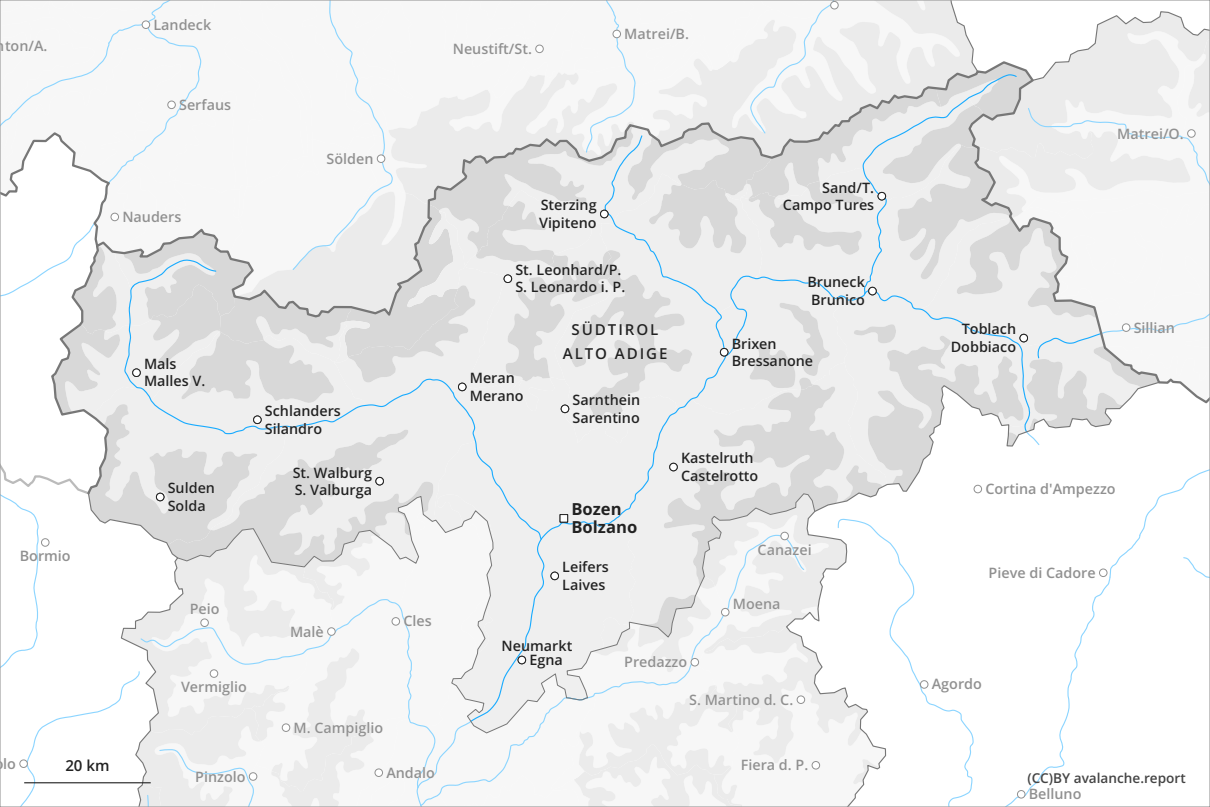 Landeck
nton/A.
Neustift/St.
Matrei/B.
Serfaus
Matrei/O.
Sölden
Sand/T.
Campo Tures
Nauders
Sterzing
Vipiteno
St. Leonhard/P.
S. Leonardo i. P.
Bruneck
Brunico
SÜDTIROL
ALTO ADIGE
Toblach
Dobbiaco
Sillian
Brixen
Bressanone
Mals
Malles V.
Meran
Merano
Sarnthein
Sarentino
Schlanders
Silandro
Kastelruth
Castelrotto
St. Walburg
S. Valburga
Sulden
Solda
Cortina d'Ampezzo
Bozen
Bolzano
Bormio
Canazei
Leifers
Laives
Pieve di Cadore
Peio
Moena
Malè
Cles
Neumarkt
Egna
Predazzo
Vermiglio
Agordo
S. Martino d. C.
M. Campiglio
olo
20 km
Pinzolo
Andalo
Fiera d. P.
(CC)BY avalanche.report
Belluno